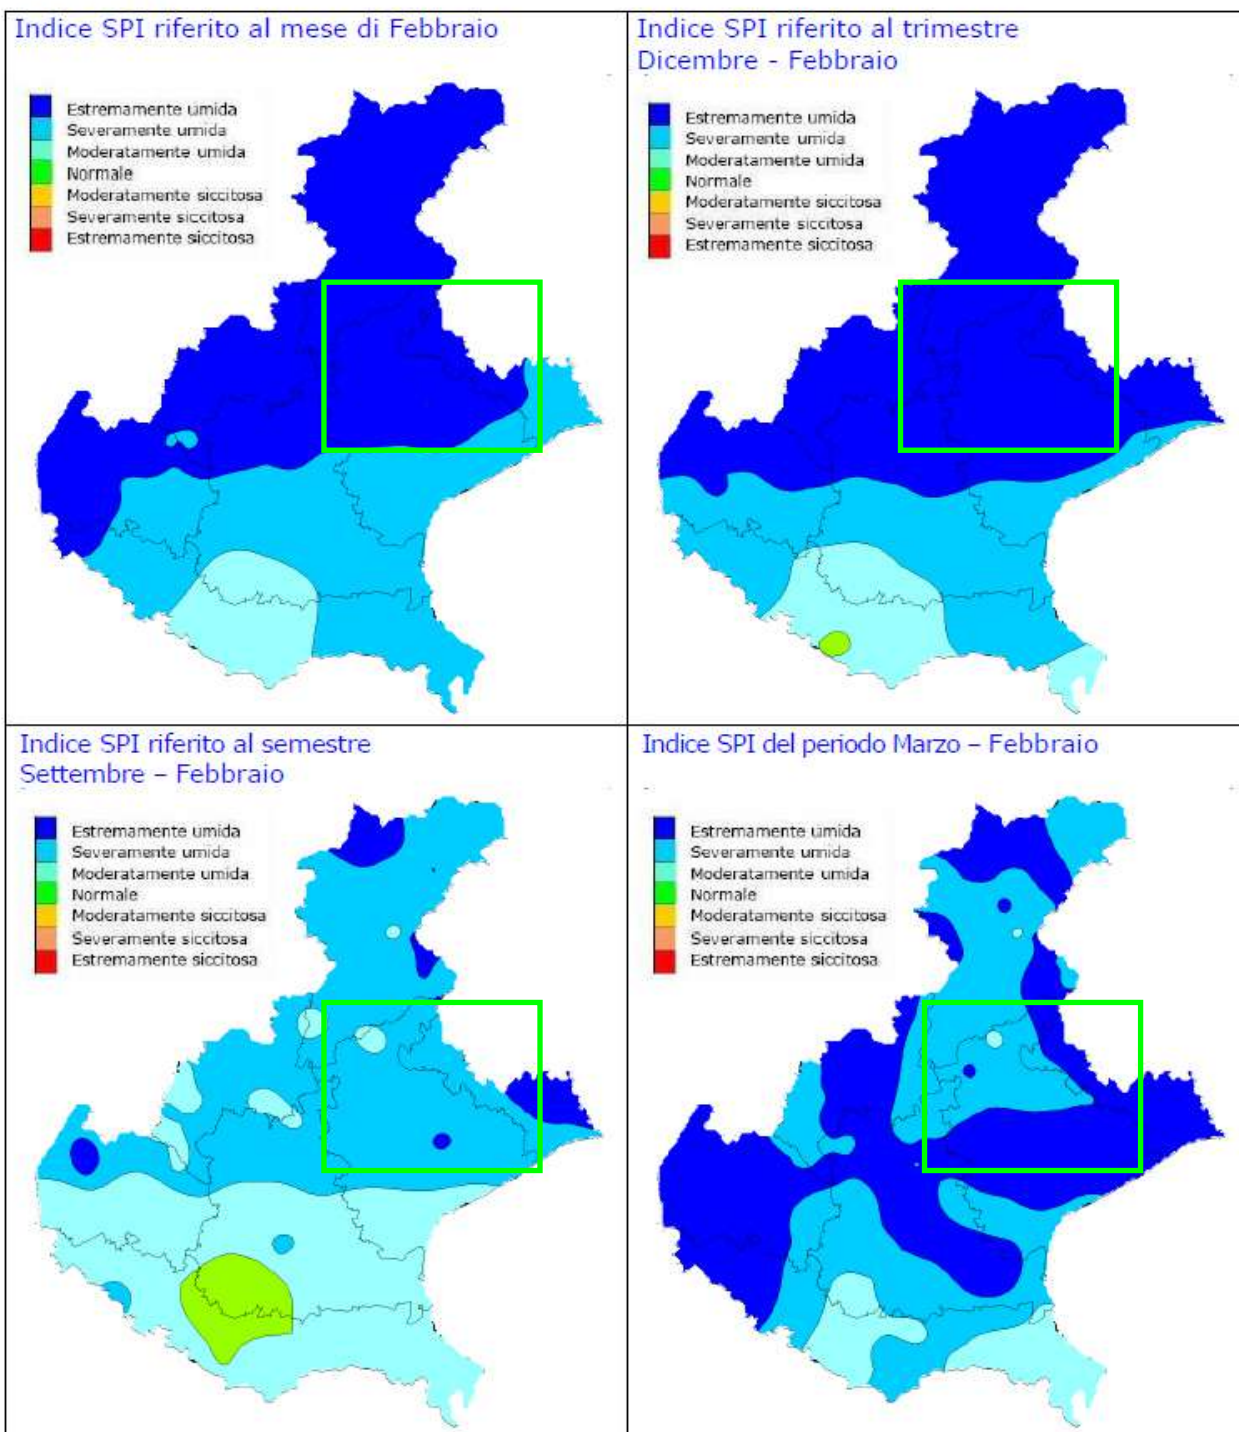 Indice SPI riferito al mese di Febbraio
Estremamente umida
Severamente umida
Moderatamente umida
Normale
Moderatamente siccitosa
Severamente siccitosa
Estremamente siccitosa
Indice SPI riferito al trimestre
Dicembre - Febbraio
Estremamente umida
Severamente umida
Moderatamente umida
Normale
Moderatamente siccitosa
Severamente siccitosa
Estremamente siccitosa
Indice SPI riferito al semestre
Settembre – Febbraio
Estremamente umida
Severamente umida
Moderatamente umida
Normale
Moderatamente siccitosa
Severamente siccitosa
Estremamente siccitosa
Indice SPI del periodo Marzo – Febbraio
Estremamente umida
Severamente umida
Moderatamente umida
Normale
Moderatamente siccitosa
Severamente siccitosa
Estremamente siccitosa